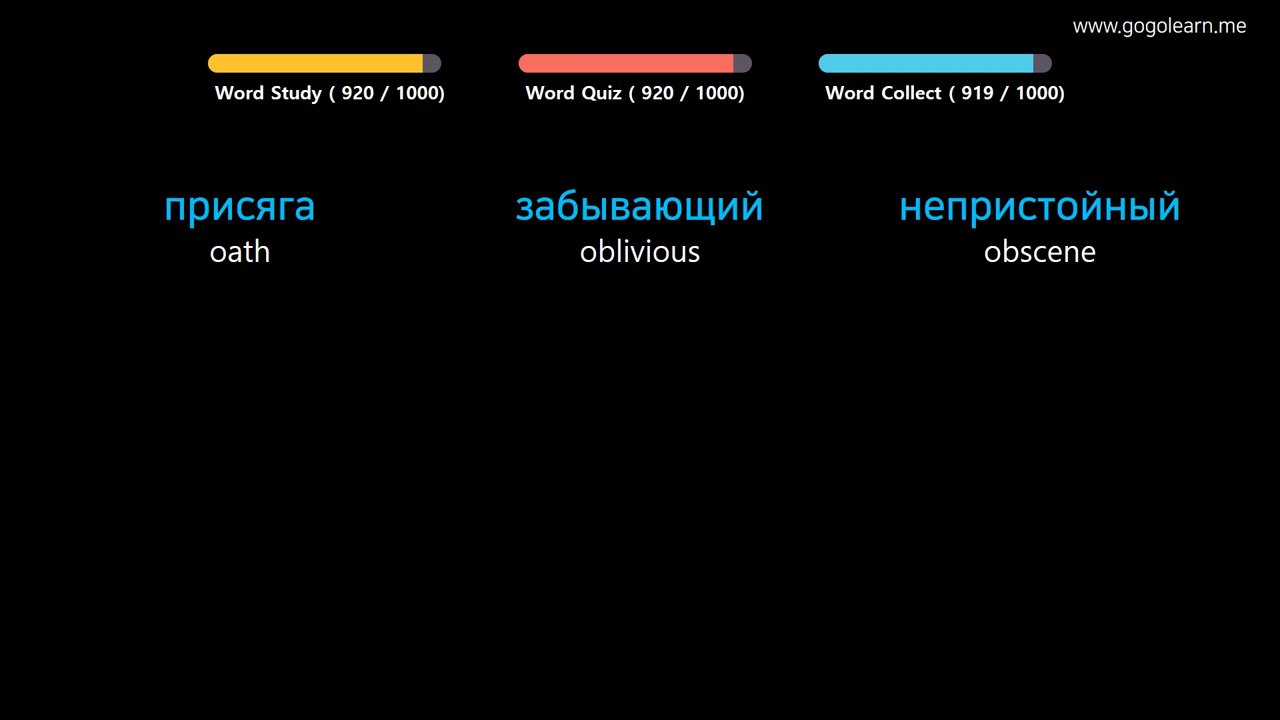 www.gogolearn.me
Word Study ( 920 / 1000)
Word Quiz ( 920 / 1000)
Word Collect ( 919 / 1000)
присяга
oath
забывающий
oblivious
непристойный
obscene